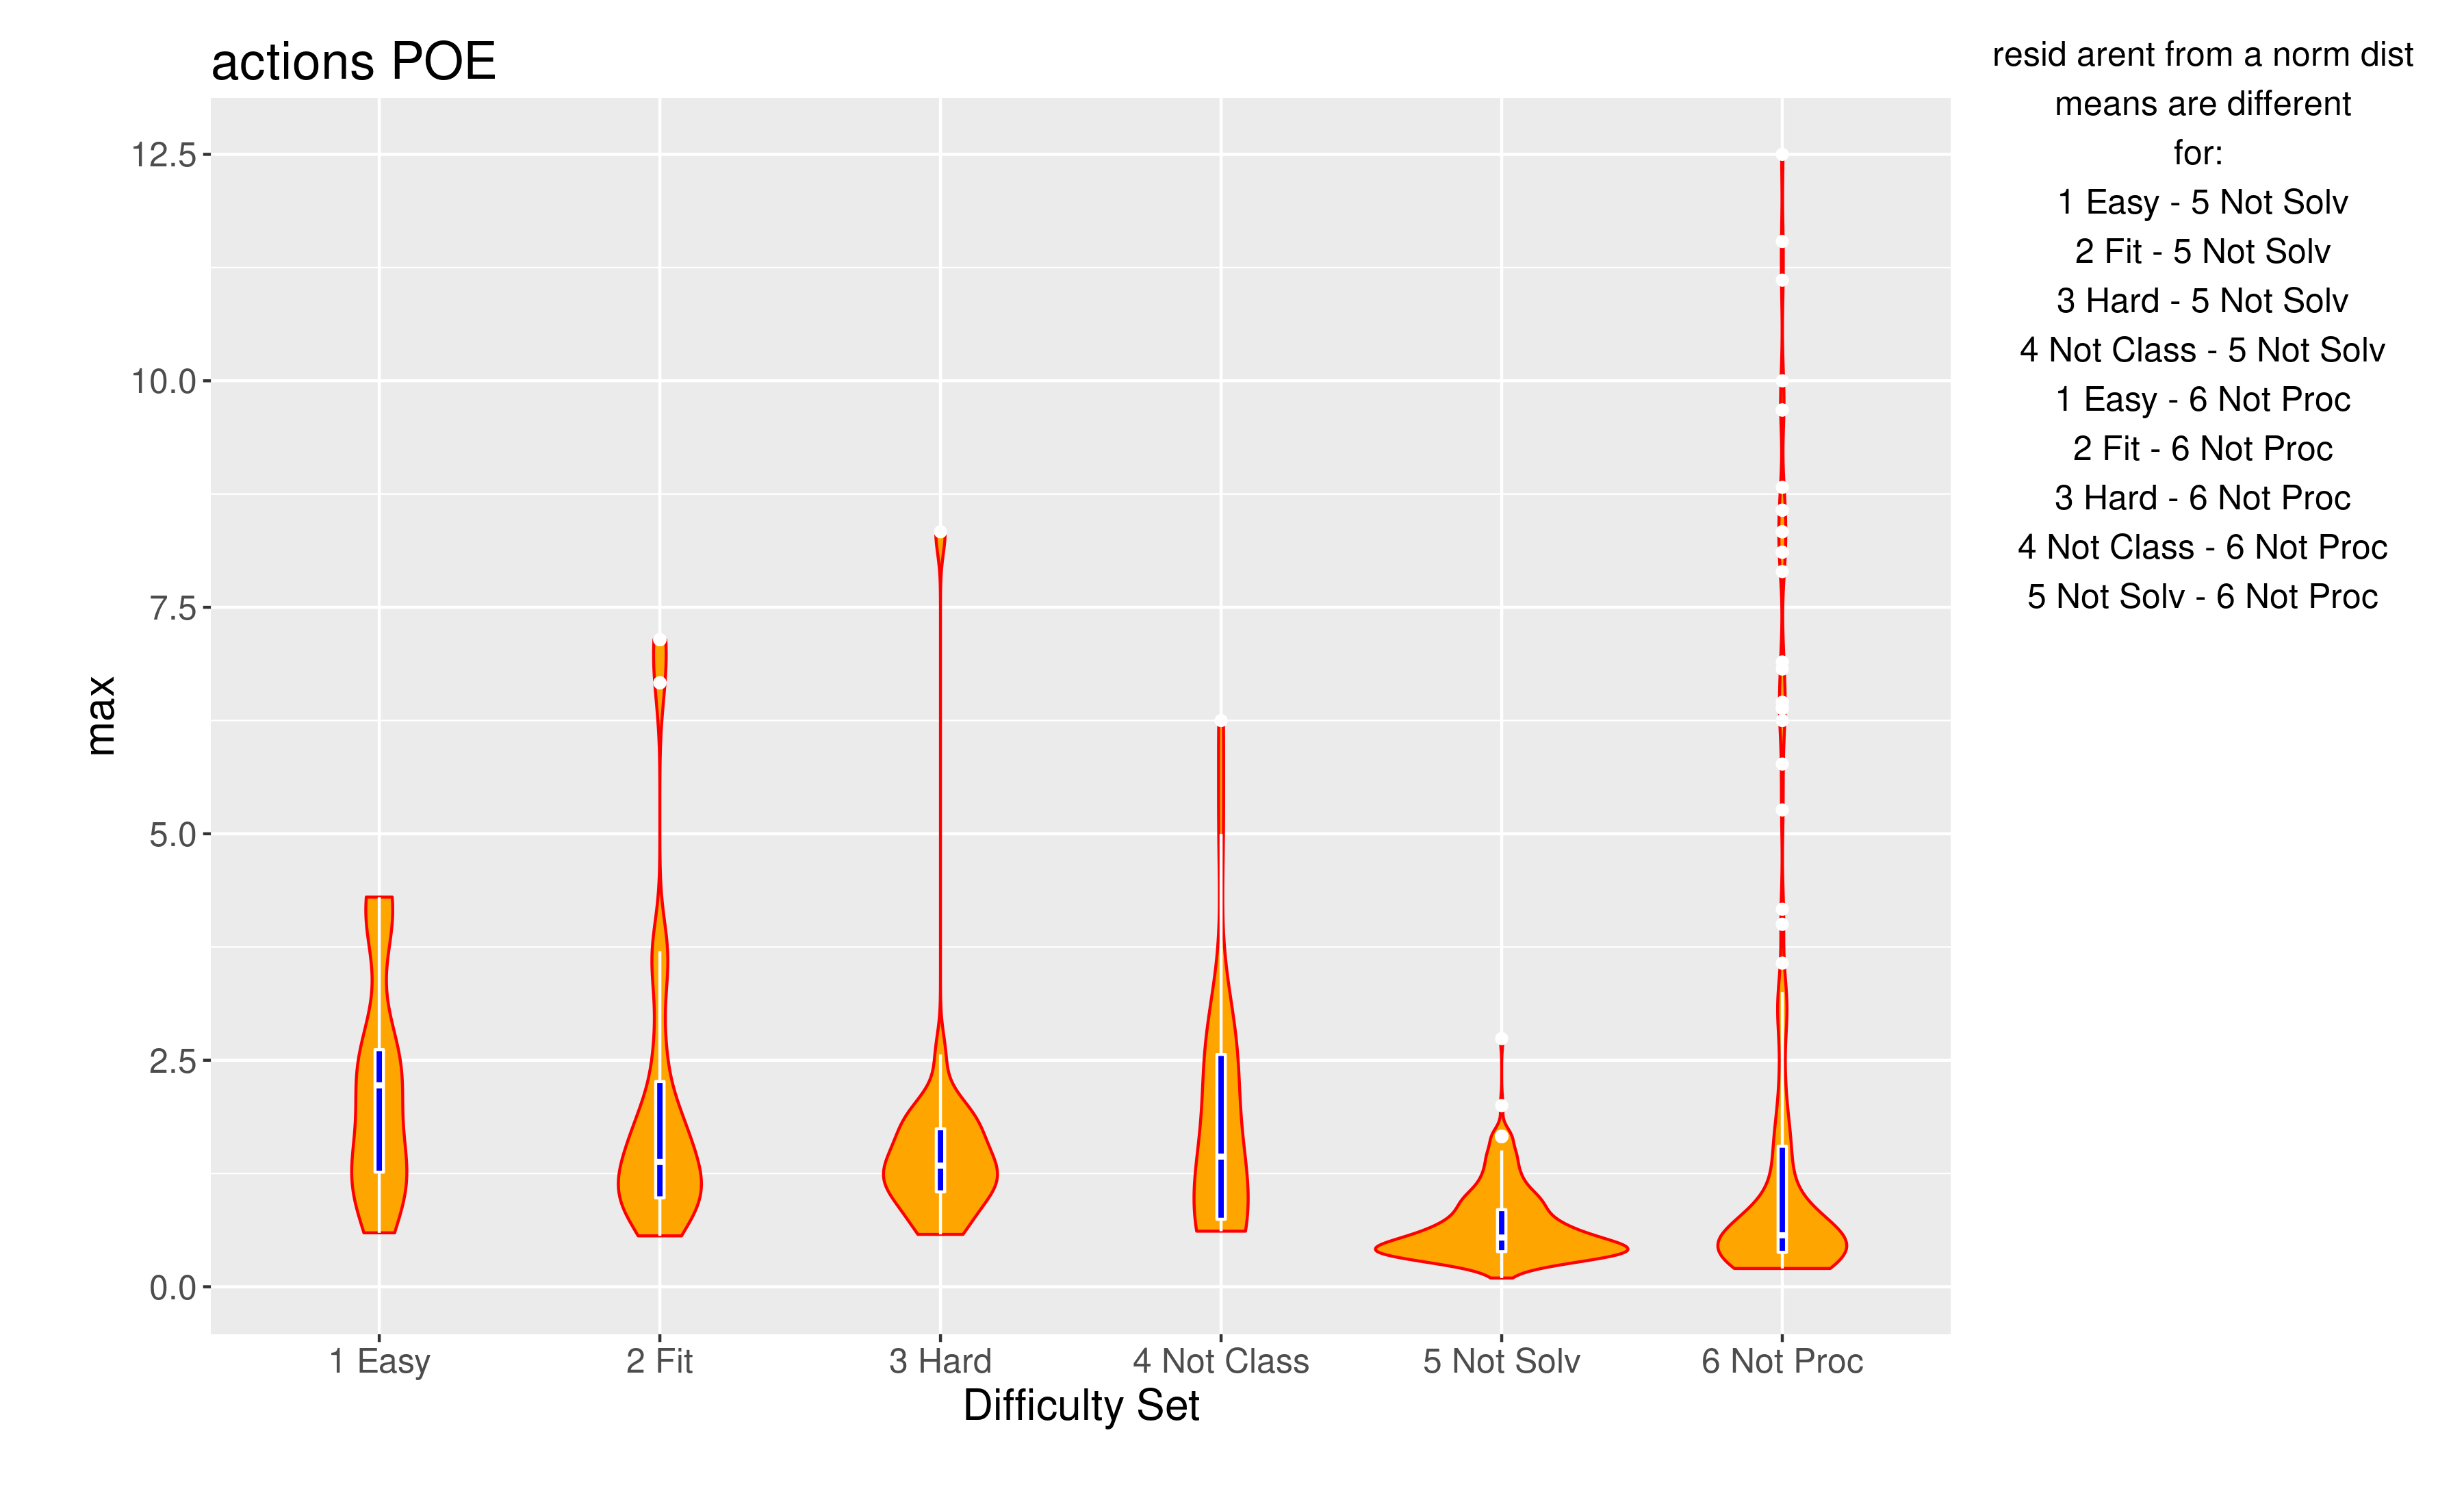 actions POE
resid arent from a norm dist
means are different
for:
1 Easy - 5 Not Solv
2 Fit - 5 Not Solv
3 Hard - 5 Not Solv
4 Not Class - 5 Not Solv
1 Easy - 6 Not Proc
2 Fit - 6 Not Proc
3 Hard - 6 Not Proc
4 Not Class - 6 Not Proc
5 Not Solv - 6 Not Proc
max
12.5
10.0
7.5
5.0
2.5
0.0
1 Easy
2 Fit
3 Hard
4 Not Class
5 Not Solv
6 Not Proc
Difficulty Set